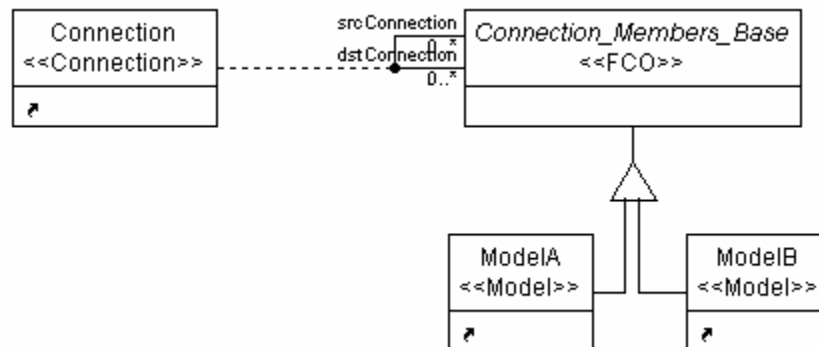 Connection
<<Connection>>
srcConnection
0..*
dstConnection
0..*
Connection_Members_Base
<<FCO>>
ModelA
<<Model>>
ModelB
<<Model>>